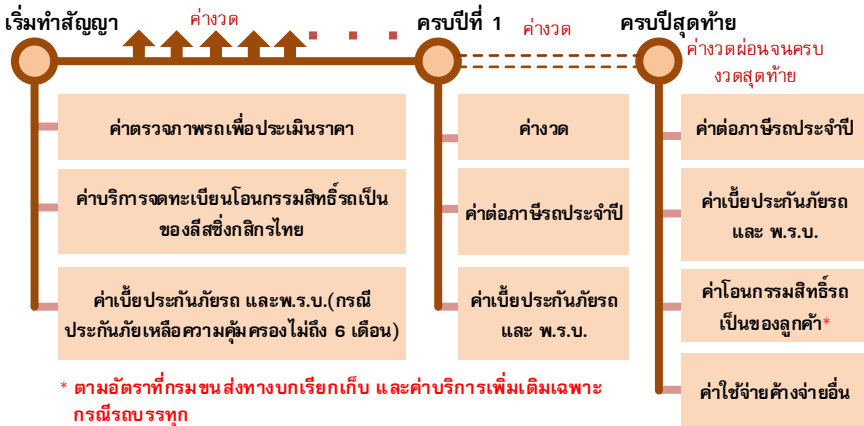 เริ่มทำสัญญา
ค่างวด
ครบปีที่ 1
ค่างวด
ครบปีสุดท้าย
ค่างวดผ่อนจนครบ
งวดสุดท้าย
ค่าตรวจภาพรถเพื่อประเมินราคา
ค่าบริการจดทะเบียนโอนกรรมสิทธิ์รถเป็น
ของลีสซิ่งกสิกรไทย
ค่าเบี้ยประกันภัยรถ และพ.ร.บ.(กรณี
ประกันภัยเหลือความคุ้มครองไม่ถึง 6 เดือน)
ค่างวด
ค่าต่อภาษีรถประจำปี
ค่าเบี้ยประกันภัยรถ
และ พ.ร.บ.
ค่าต่อภาษีรถประจำปี
ค่าเบี้ยประกันภัยรถ
และ พ.ร.บ.
ค่าโอนกรรมสิทธิ์รถ
เป็นของลูกค้า*
ค่าใช้จ่ายค้างจ่ายอื่น
* ตามอัตราที่กรมขนส่งทางบกเรียกเก็บ และค่าบริการเพิ่มเติมเฉพาะ
กรณีรถบรรทุก